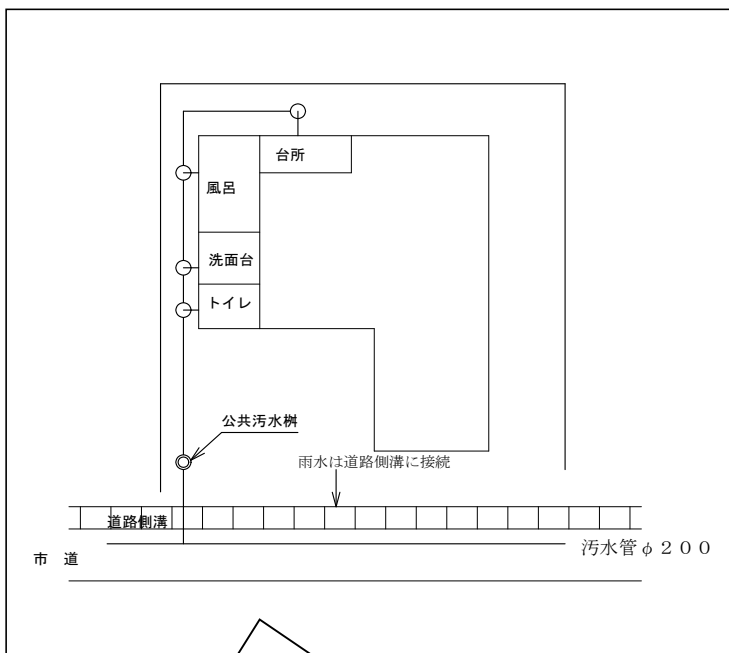 台所
風呂
洗面台
トイレ
公共汚水桝
雨水は道路側溝に接続
道路側溝
汚水管φ２００
市　道